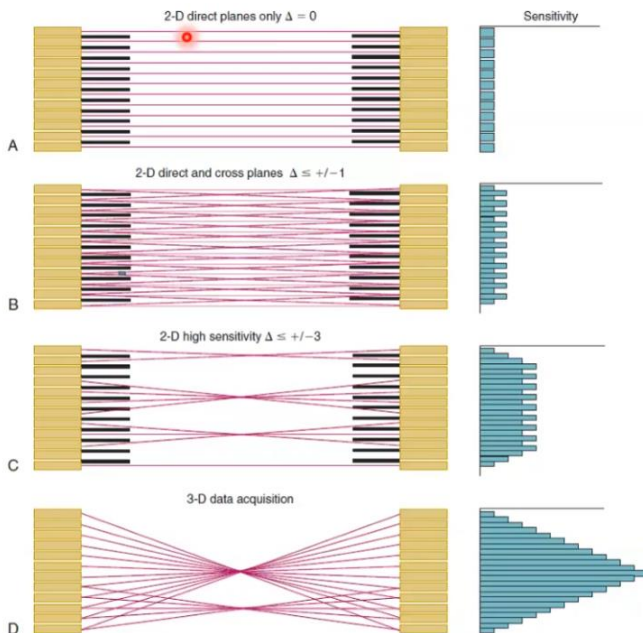 2-D direct planes only Δ = 0
Sensitivity
A
2-D direct and cross planes Δ ≤ +/−1
B
2-D high sensitivity Δ ≤ +/−3
C
3-D data acquisition
D